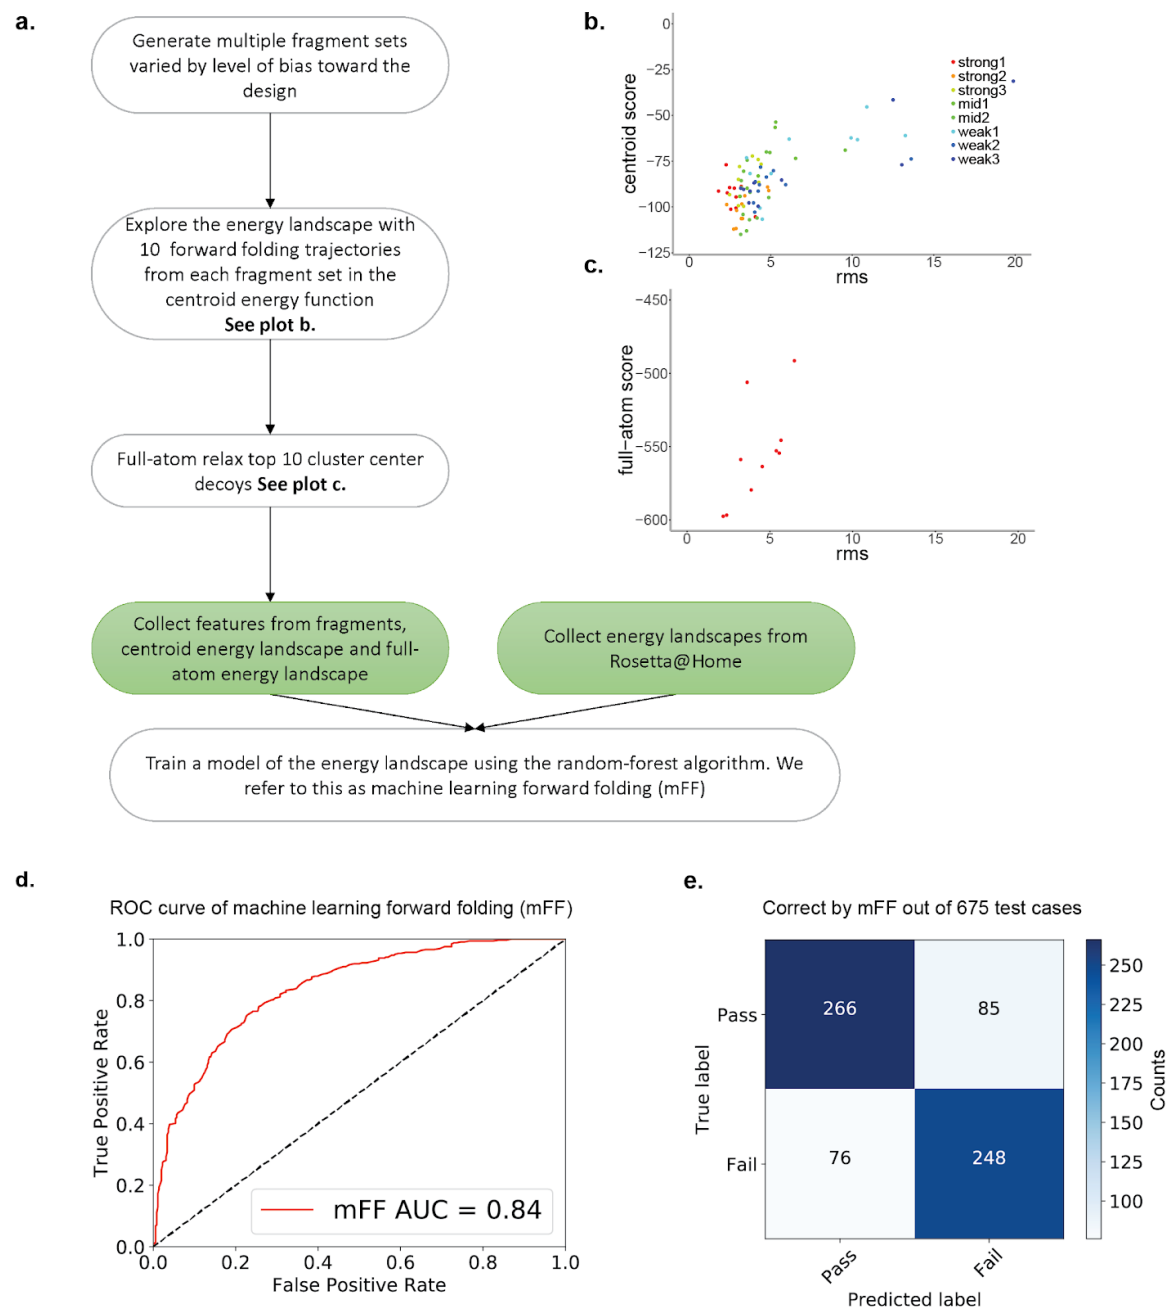 a.
Generate multiple fragment sets
varied by level of bias toward the
design
Explore the energy landscape with
10 forward folding trajectories
from each fragment set in the
centroid energy function
See plot b.
Full-atom relax top 10 cluster center
decoys See plot c.
Collect features from fragments,
centroid energy landscape and full-
atom energy landscape
Collect energy landscapes from
Rosetta@Home
Train a model of the energy landscape using the random-forest algorithm. We
refer to this as machine learning forward folding (mFF)
b.
centroid score
0
−25
−50
−75
−100
−125
0 5 10 15 20
rms
strong1
strong2
strong3
mid1
mid2
weak1
weak2
weak3
c.
full−atom score
−450
−500
−550
−600
0 5 10 15 20
rms
d.
ROC curve of machine learning forward folding (mFF)
True Positive Rate
1.0
0.8
0.6
0.4
0.2
0.0
mFF AUC = 0.84
0.0 0.2 0.4 0.6 0.8 1.0
False Positive Rate
e.
Correct by mFF out of 675 test cases
True label
Pass
266 85
Fail
76 248
Pass Fail
Predicted label
250
225
200
175
150
125
100
Counts